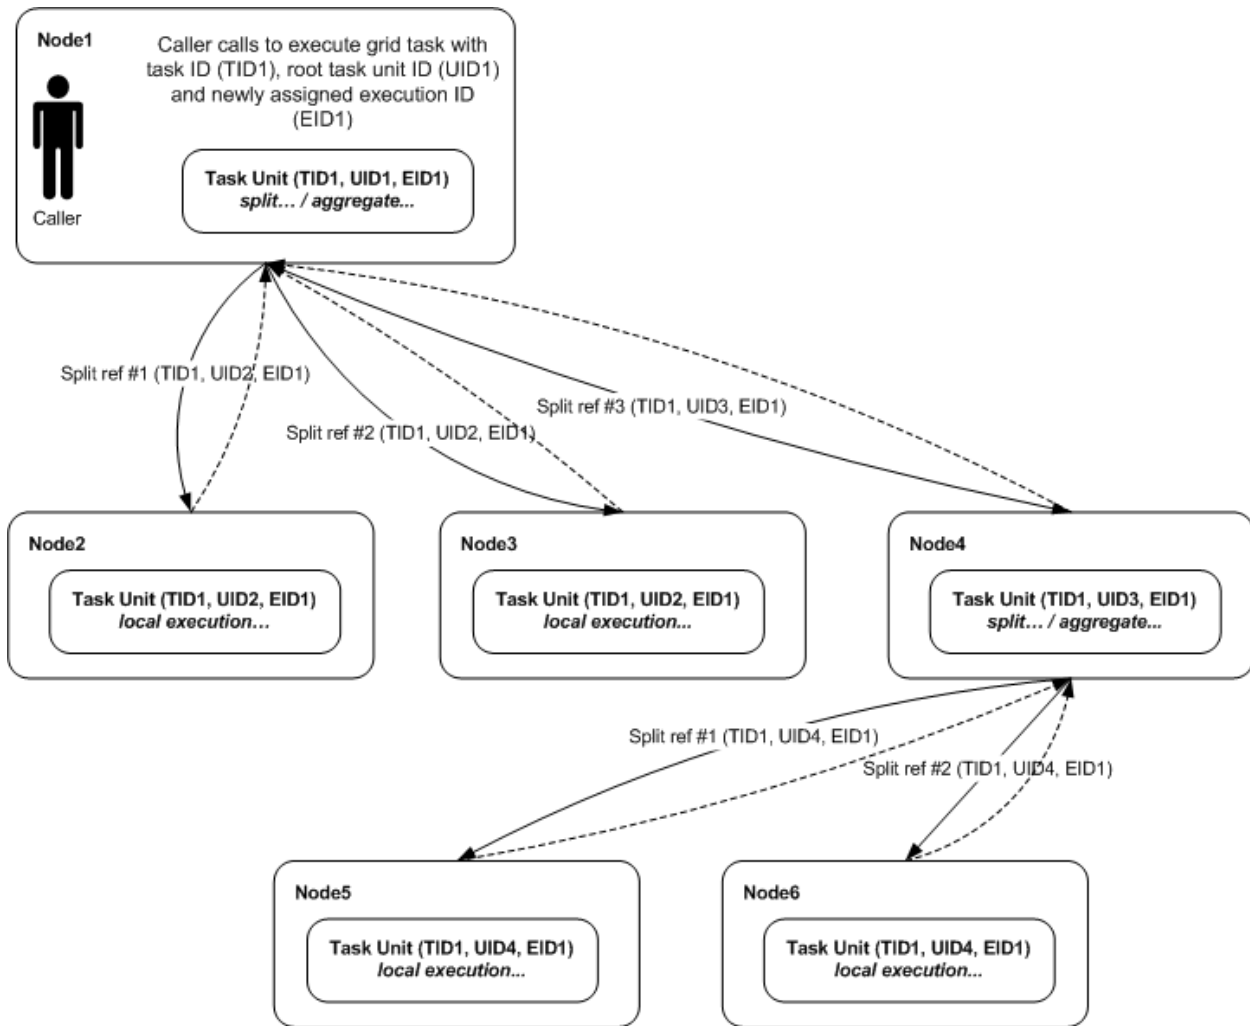 Node1
Caller calls to execute grid task with
task ID (TID1), root task unit ID (UID1)
and newly assigned execution ID
(EID1)
Task Unit (TID1, UID1, EID1)
split… / aggregate...
Caller
Split ref #1 (TID1, UID2, EID1)
Split ref #3 (TID1, UID3, EID1)
Split ref #2 (TID1, UID2, EID1)
Node2
Task Unit (TID1, UID2, EID1)
local execution…
Node3
Task Unit (TID1, UID2, EID1)
local execution...
Node4
Task Unit (TID1, UID3, EID1)
split… / aggregate...
Split ref #1 (TID1, UID4, EID1)
Split ref #2 (TID1, UID4, EID1)
Node5
Task Unit (TID1, UID4, EID1)
local execution...
Node6
Task Unit (TID1, UID4, EID1)
local execution...